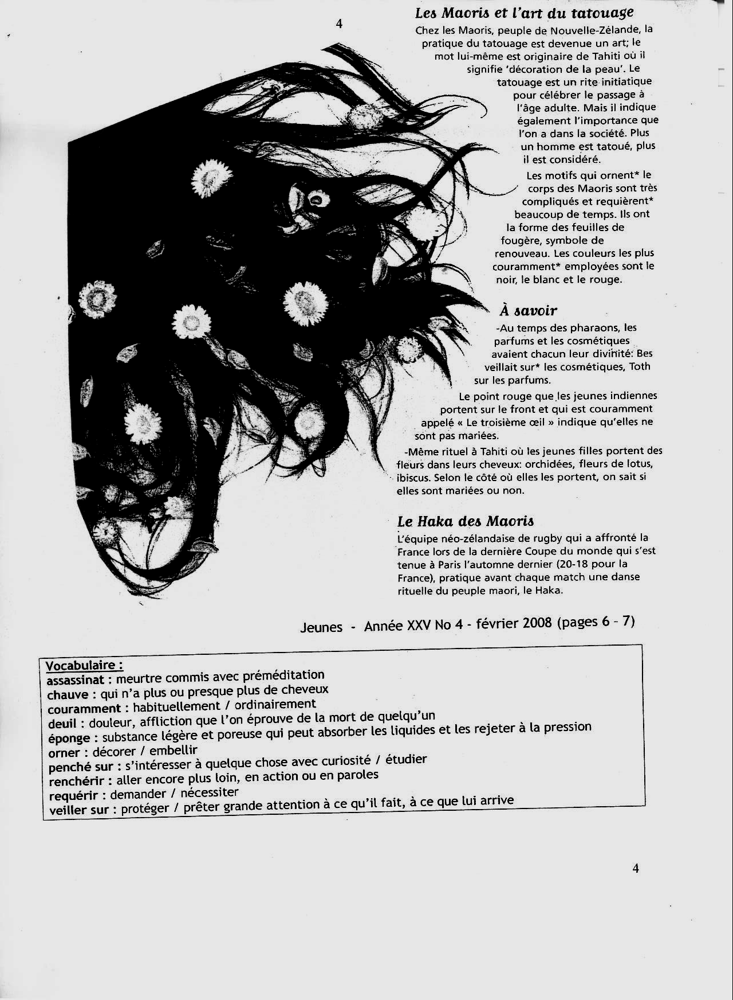 4
Les Maoris et l'art du tatouage
Chez les Maoris, peuple de Nouvelle-Zélande, la
pratique du tatouage est devenue un art; le
mot lui-même est originaire de Tahiti où il
signifie 'décoration de la peau'. Le
tatouage est un rite initiatique
pour célébrer le passage à
l'âge adulte. Mais il indique
également l'importance que
l'on a dans la société. Plus
un homme est tatoué, plus
il est considéré.
Les motifs qui ornent* le
corps des Maoris sont très
compliqués et requièrent*
beaucoup de temps. Ils ont
la forme des feuilles de
fougère, symbole de
renouveau. Les couleurs les plus
couramment* employées sont le
noir, le blanc et le rouge.
À savoir
-Au temps des pharaons, les
parfums et les cosmétiques
avaient chacun leur divinité: Bes
veillait sur* les cosmétiques, Toth
sur les parfums.
Le point rouge que les jeunes indiennes
portent sur le front et qui est couramment
appelé « Le troisième œil » indique qu'elles ne
sont pas mariées.
-Même rituel à Tahiti où les jeunes filles portent des
fleurs dans leurs cheveux: orchidées, fleurs de lotus,
ibiscus. Selon le côté où elles les portent, on sait si
elles sont mariées ou non.
Le Haka des Maoris
L'équipe néo-zélandaise de rugby qui a affronté la
France lors de la dernière Coupe du monde qui s'est
tenue à Paris l'automne dernier (20-18 pour la
France), pratique avant chaque match une danse
rituelle du peuple maori, le Haka.
Jeunes - Année XXV No 4 - février 2008 (pages 6 - 7)
Vocabulaire :
assassinat : meurtre commis avec préméditation
chauve : qui n'a plus ou presque plus de cheveux
couramment : habituellement / ordinairement
deuil : douleur, affliction que l'on éprouve de la mort de quelqu'un
éponge : substance légère et poreuse qui peut absorber les liquides et les rejeter à la pression
orner : décorer / embellir
penché sur : s'intéresser à quelque chose avec curiosité / étudier
renchérir : aller encore plus loin, en action ou en paroles
requérir : demander / nécessiter
veiller sur : protéger / prêter grande attention à ce qu'il fait, à ce que lui arrive
4